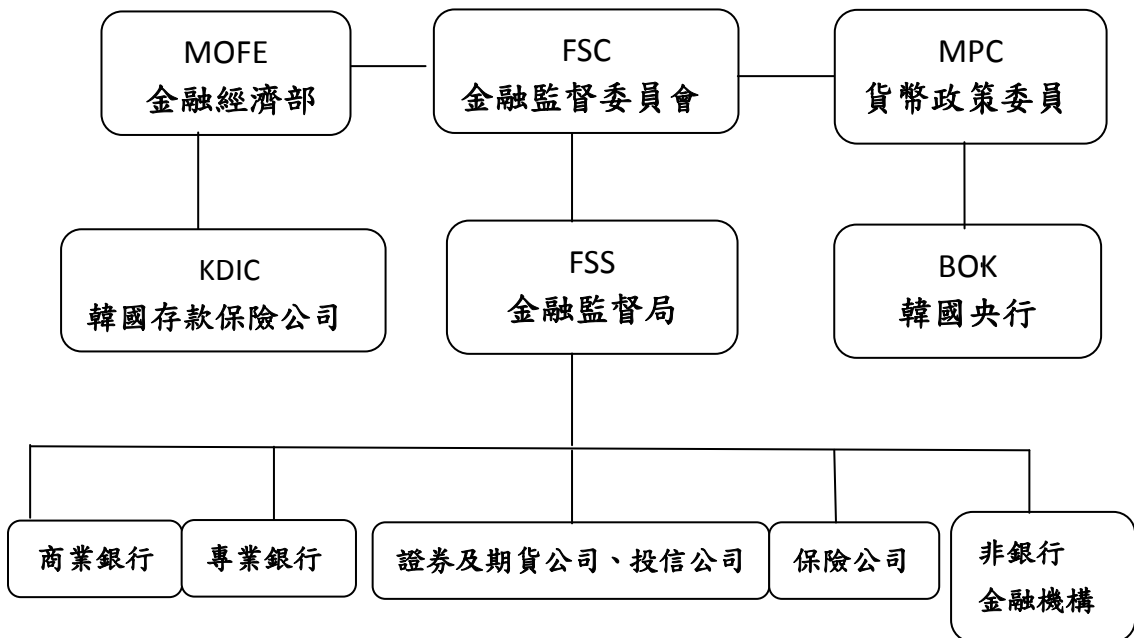 MOFE
金融經濟部
FSC
金融監督委員會
MPC
貨幣政策委員
KDIC
韓國存款保險公司
FSS
金融監督局
BOK
韓國央行
商業銀行
專業銀行
證券及期貨公司、投信公司
保險公司
非銀行
金融機構